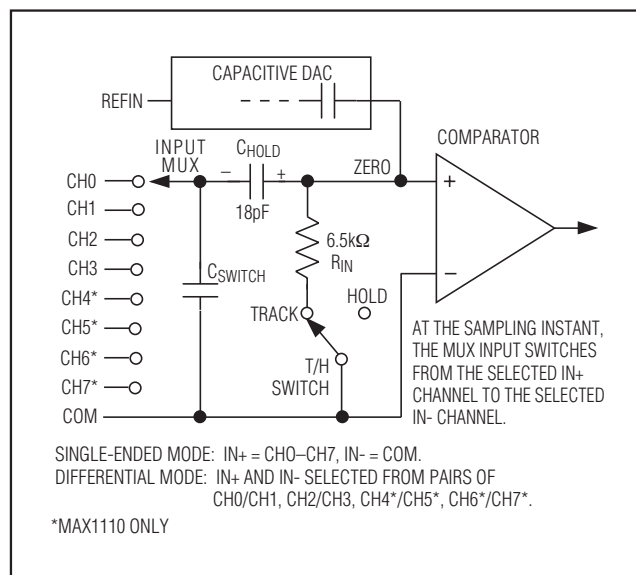 CAPACITIVE DAC
REFIN
COMPARATOR
INPUT
MUX
CHOLD
ZERO
– +
+
18pF
CH0
CH1
CH2
CH3
CH4*
CH5*
CH6*
CH7*
COM
CSWITCH
6.5kΩ
RIN
–
HOLD
TRACK
T/H
SWITCH
AT THE SAMPLING INSTANT,
THE MUX INPUT SWITCHES
FROM THE SELECTED IN+
CHANNEL TO THE SELECTED
IN- CHANNEL.
SINGLE-ENDED MODE: IN+ = CHO–CH7, IN- = COM.
DIFFERENTIAL MODE: IN+ AND IN- SELECTED FROM PAIRS OF
CH0/CH1, CH2/CH3, CH4*/CH5*, CH6*/CH7*.
*MAX1110 ONLY